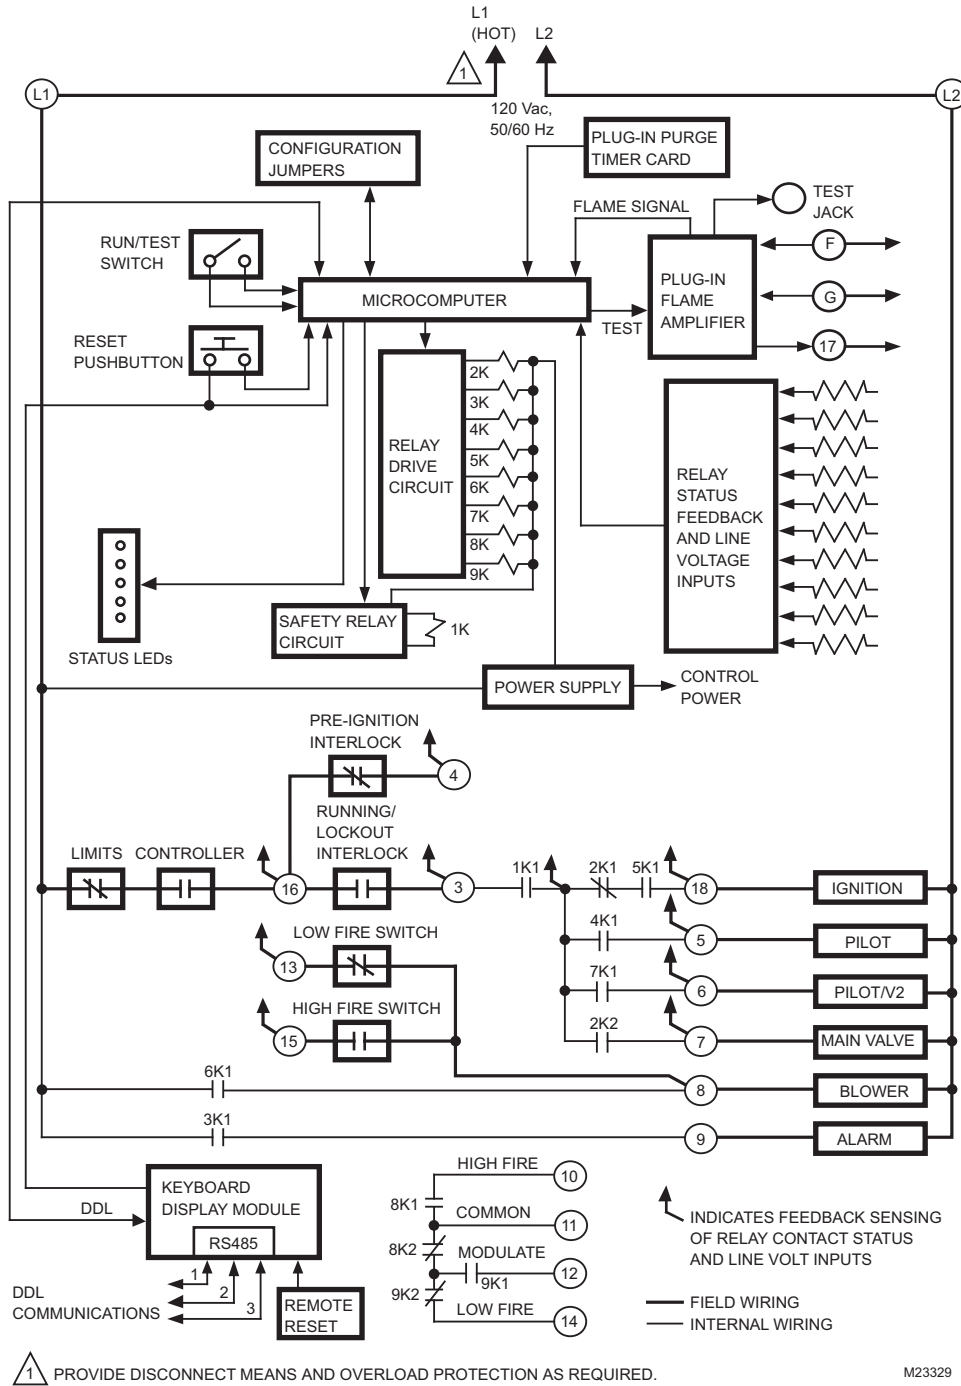 L1
(HOT)
L2
1
L1
L2
120 Vac,
50/60 Hz
CONFIGURATION
JUMPERS
PLUG-IN PURGE
TIMER CARD
FLAME SIGNAL
TEST
JACK
RUN/TEST
SWITCH
F
PLUG-IN
FLAME
AMPLIFIER
MICROCOMPUTER
G
TEST
RESET
PUSHBUTTON
17
2K
3K
4K
5K
6K
7K
8K
9K
RELAY
DRIVE
CIRCUIT
RELAY
STATUS
FEEDBACK
AND LINE
VOLTAGE
INPUTS
SAFETY RELAY
CIRCUIT
1K
STATUS LEDs
POWER SUPPLY
CONTROL
POWER
PRE-IGNITION
INTERLOCK
4
RUNNING/
LOCKOUT
INTERLOCK
LIMITS
CONTROLLER
16
3
1K1
2K1
5K1
18
IGNITION
LOW FIRE SWITCH
4K1
5
PILOT
13
7K1
6
PILOT/V2
HIGH FIRE SWITCH
15
2K2
7
MAIN VALVE
6K1
8
BLOWER
3K1
9
ALARM
KEYBOARD
DISPLAY MODULE
RS485
DDL
1
2
3
DDL
COMMUNICATIONS
REMOTE
RESET
HIGH FIRE
10
8K1
COMMON
11
8K2
MODULATE
12
9K1
9K2
LOW FIRE
14
INDICATES FEEDBACK SENSING
OF RELAY CONTACT STATUS
AND LINE VOLT INPUTS
FIELD WIRING
INTERNAL WIRING
1 PROVIDE DISCONNECT MEANS AND OVERLOAD PROTECTION AS REQUIRED.
M23329